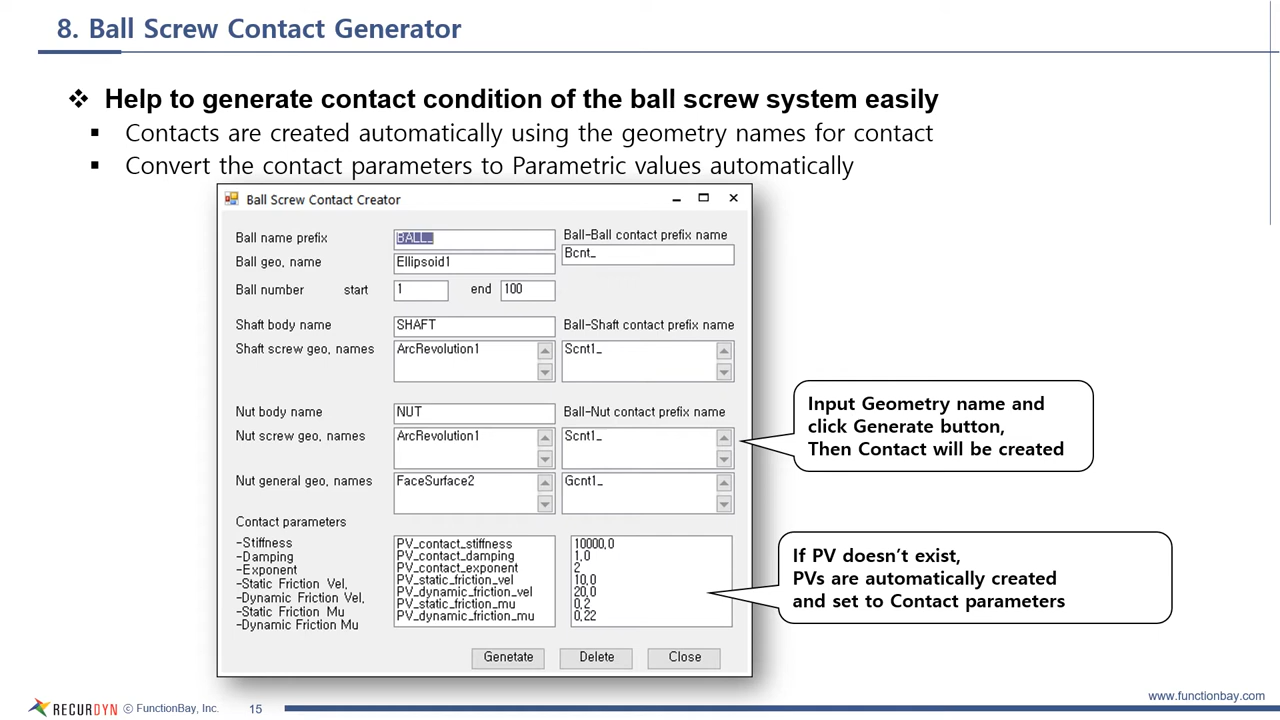 8. Ball Screw Contact Generator
❖ Help to generate contact condition of the ball screw system easily
▪ Contacts are created automatically using the geometry names for contact
▪ Convert the contact parameters to Parametric values automatically
Ball Screw Contact Creator
Ball name prefix BALL_ Ball-Ball contact prefix name
Ball geo, name Ellipsoid1 Bcnt_
Ball number start 1 end 100
Shaft body name SHAFT Ball-Shaft contact prefix name
Shaft screw geo, names ArcRevolution1 Scnt1_
Nut body name NUT Ball-Nut contact prefix name
Nut screw geo, names ArcRevolution1 Scnt1_
Nut general geo, names FaceSurface2 Gcnt1_
Contact parameters
-Stiffness PV_contact_stiffness 10000,0
-Damping PV_contact_damping 1,0
-Exponent PV_contact_exponent 2
-Static Friction Vel, PV_static_friction_vel 10,0
-Dynamic Friction Vel, PV_dynamic_friction_vel 20,0
-Static Friction Mu PV_static_friction_mu 0,2
-Dynamic Friction Mu PV_dynamic_friction_mu 0,22
Genetate Delete Close
Input Geometry name and
click Generate button,
Then Contact will be created
If PV doesn't exist,
PVs are automatically created
and set to Contact parameters
RECURDYN ⓒ FunctionBay, Inc. 15
www.functionbay.com